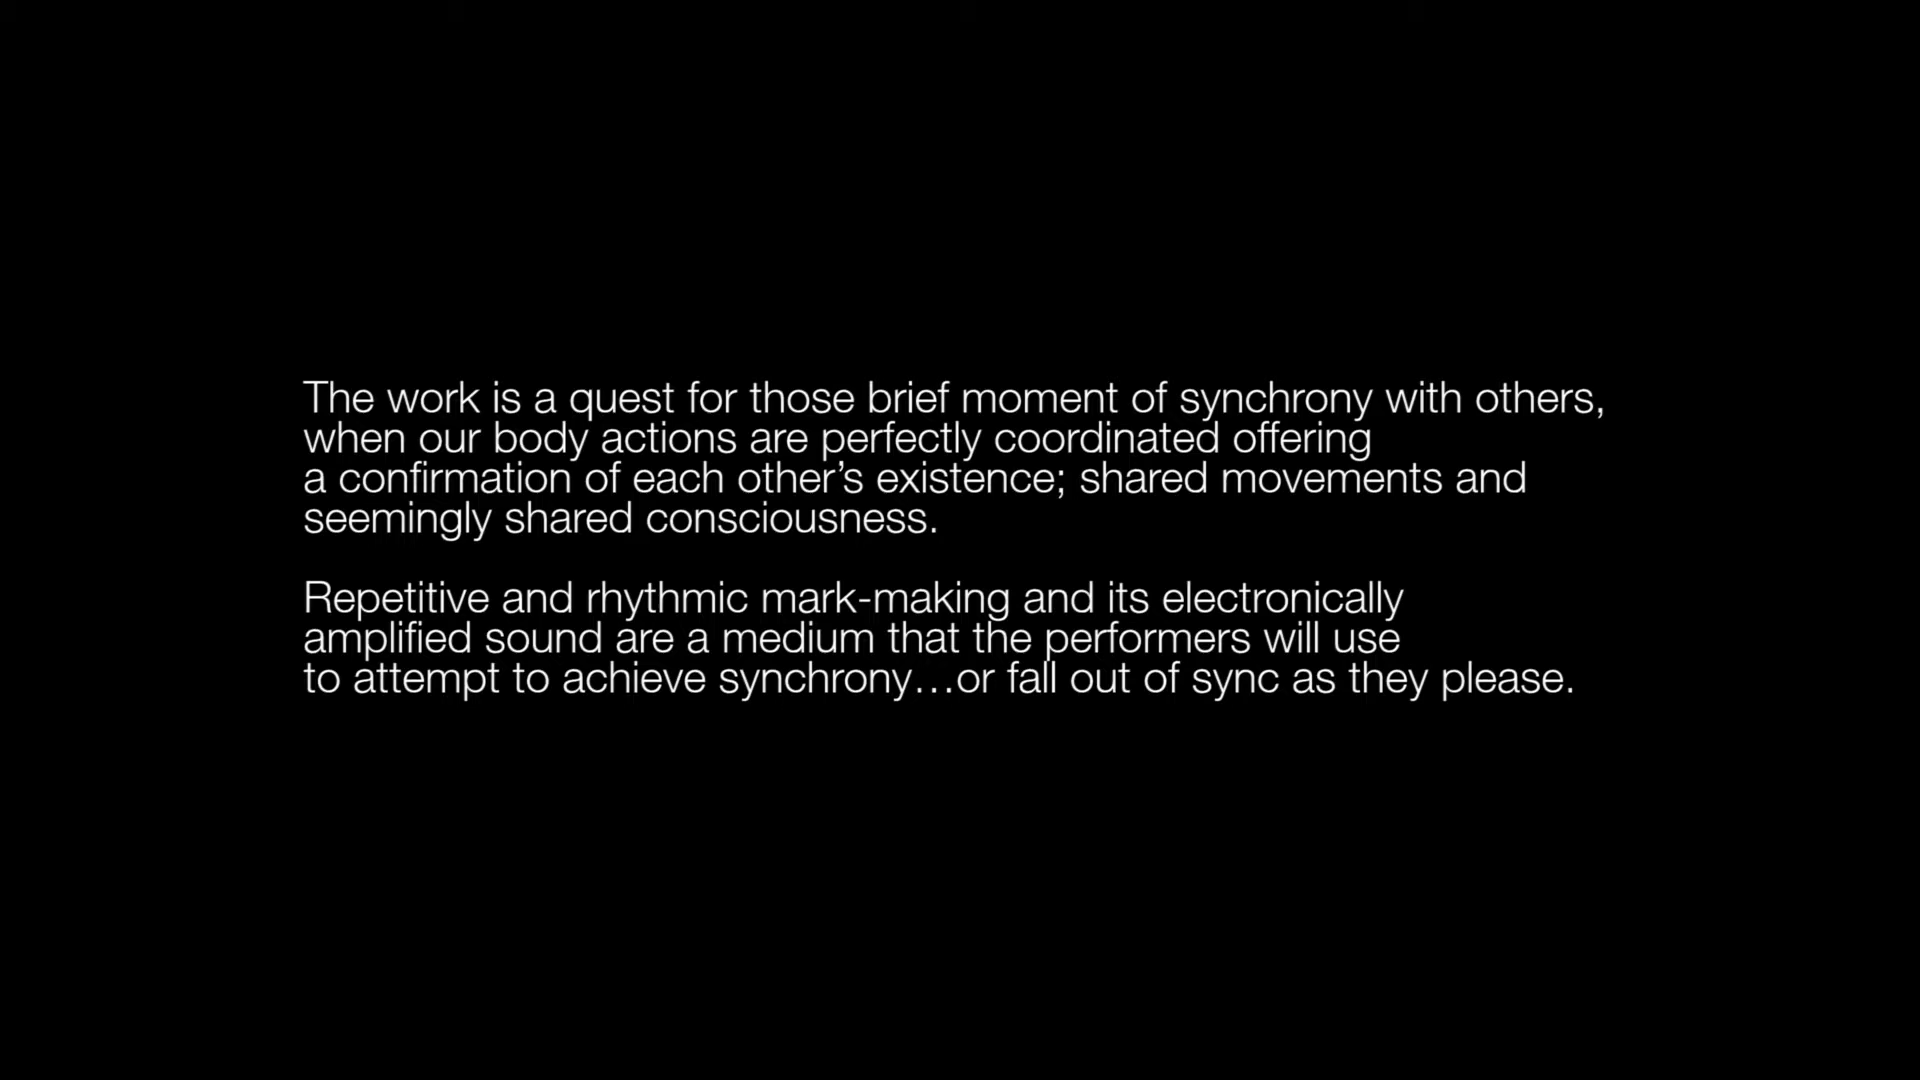 The work is a quest for those brief moment of synchrony with others,
when our body actions are perfectly coordinated offering
a confirmation of each other’s existence; shared movements and
seemingly shared consciousness.
Repetitive and rhythmic mark-making and its electronically
amplified sound are a medium that the performers will use
to attempt to achieve synchrony…or fall out of sync as they please.